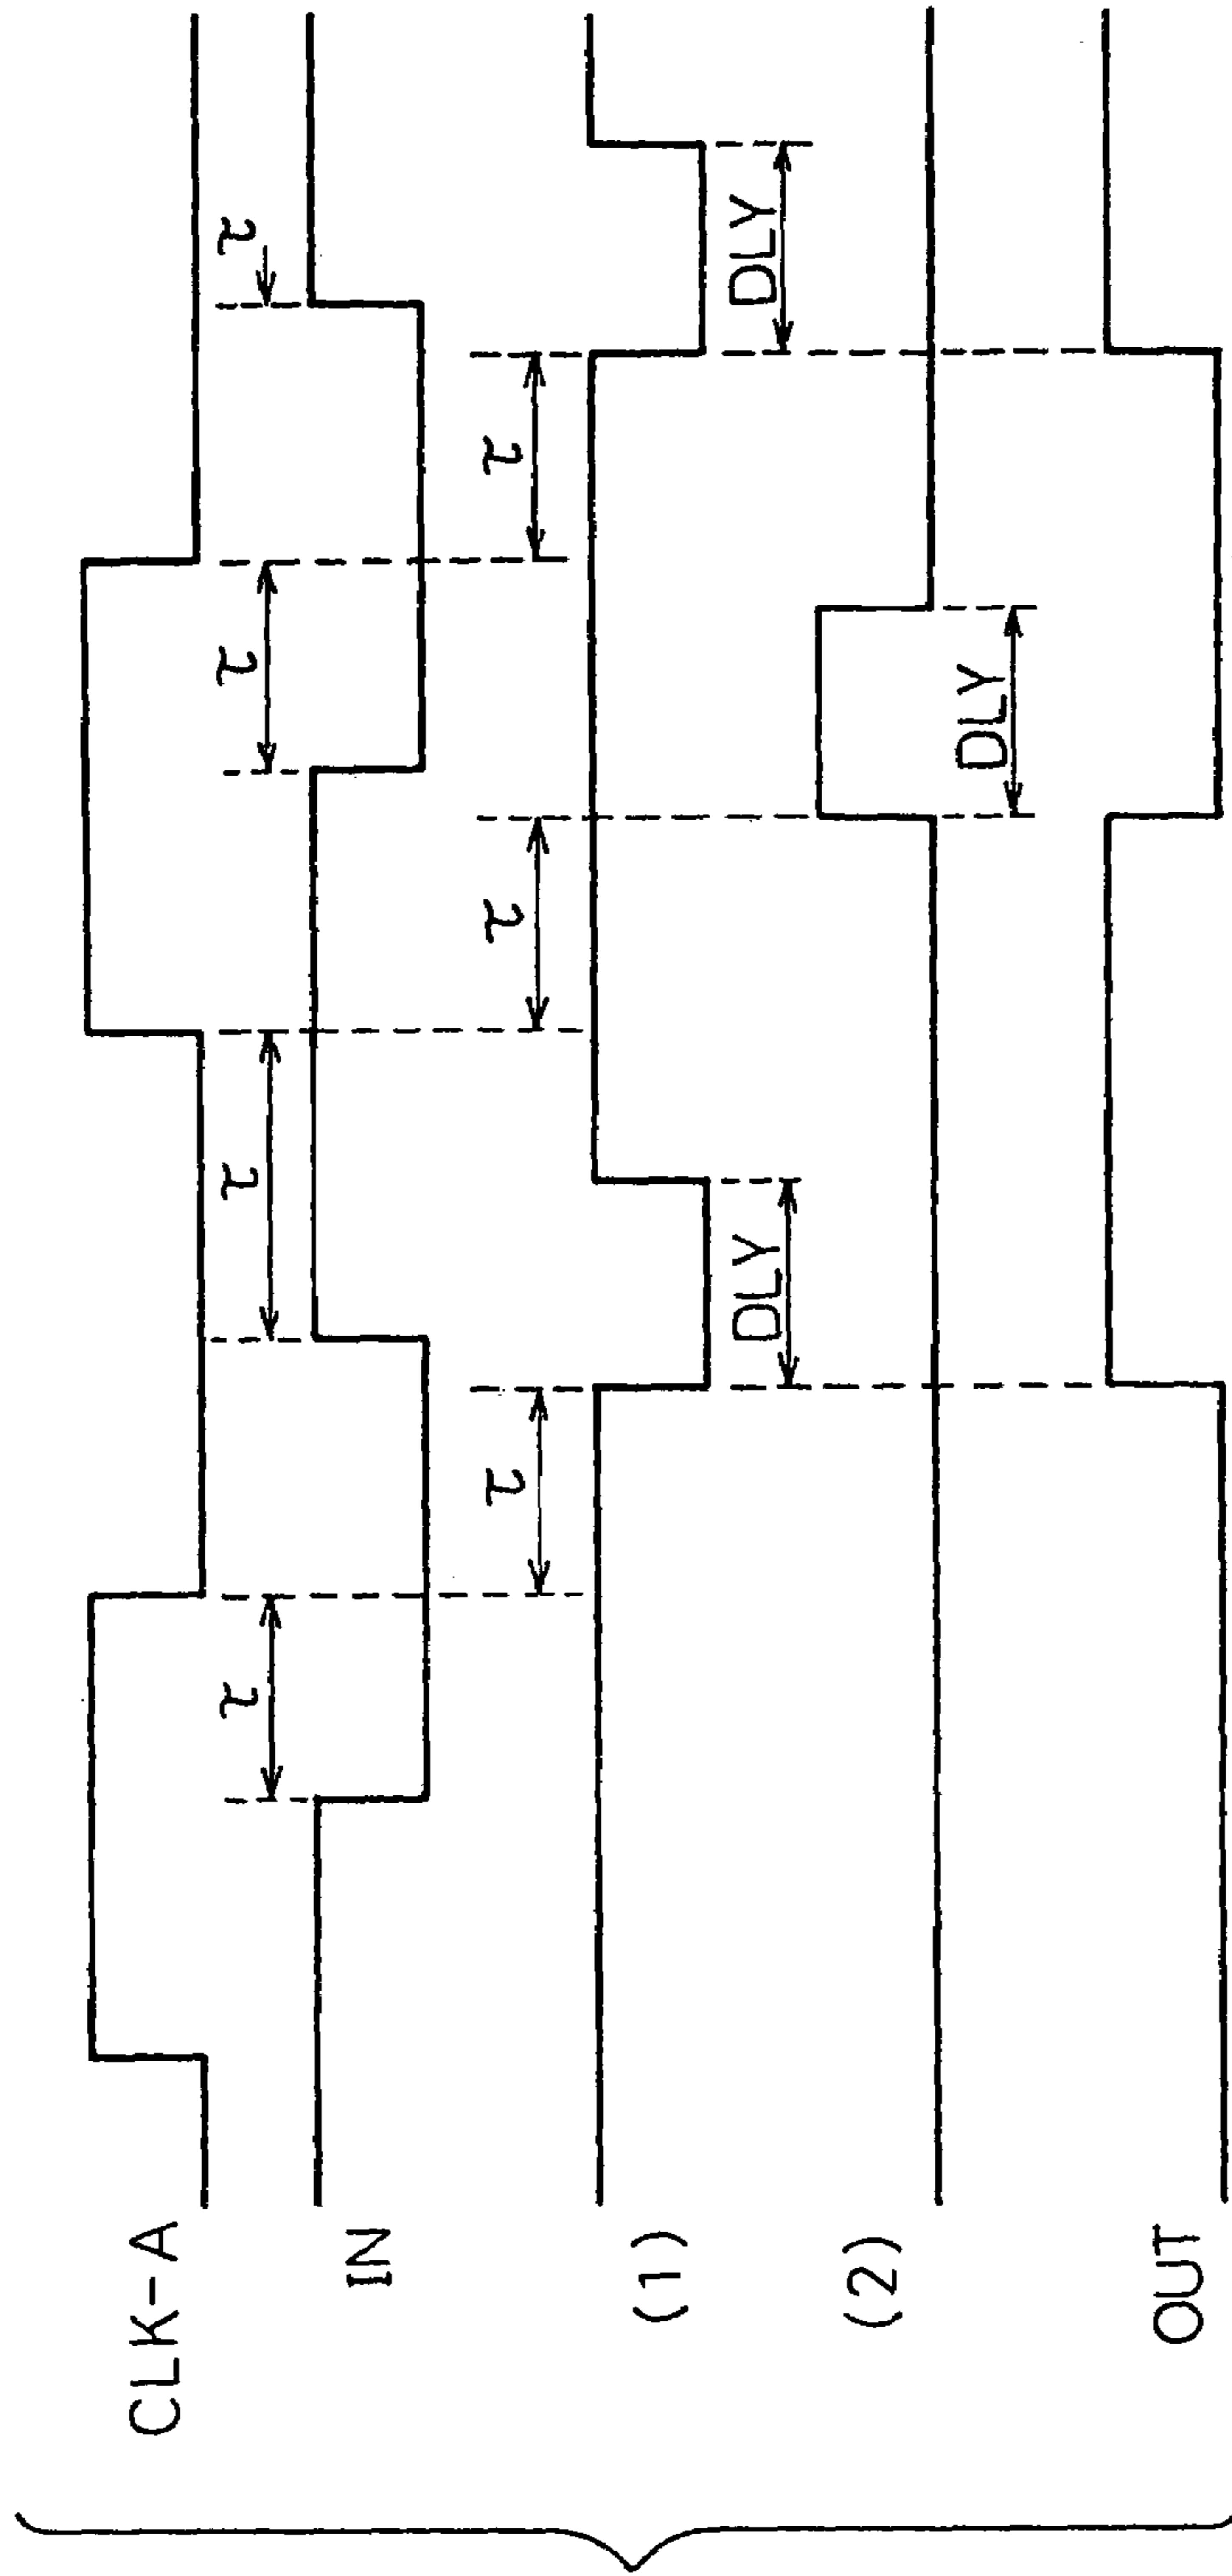 CLK-A
τ τ τ τ
IN
τ τ τ
(1)
DLY DLY
(2)
DLY
OUT